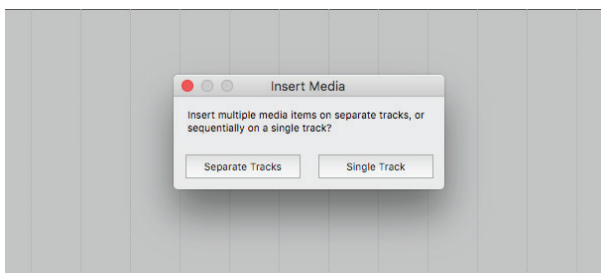 Insert Media
Insert multiple media items on separate tracks, or
sequentially on a single track?
Separate Tracks
Single Track